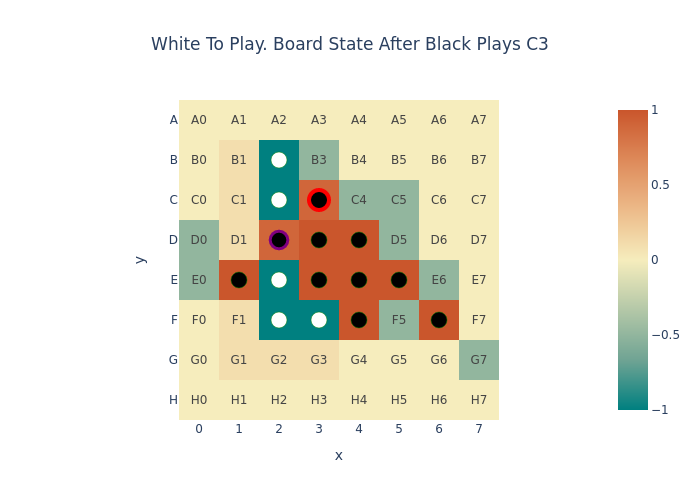 White To Play. Board State After Black Plays C3
A A0 A1 A2 A3 A4 A5 A6 A7
B B0 B1 B3 B4 B5 B6 B7
C C0 C1 C4 C5 C6 C7
D D0 D1 D5 D6 D7
E E0 E6 E7
F F0 F1 F5 F7
G G0 G1 G2 G3 G4 G5 G6 G7
H H0 H1 H2 H3 H4 H5 H6 H7
0 1 2 3 4 5 6 7
x
y
1
0.5
0
−0.5
−1